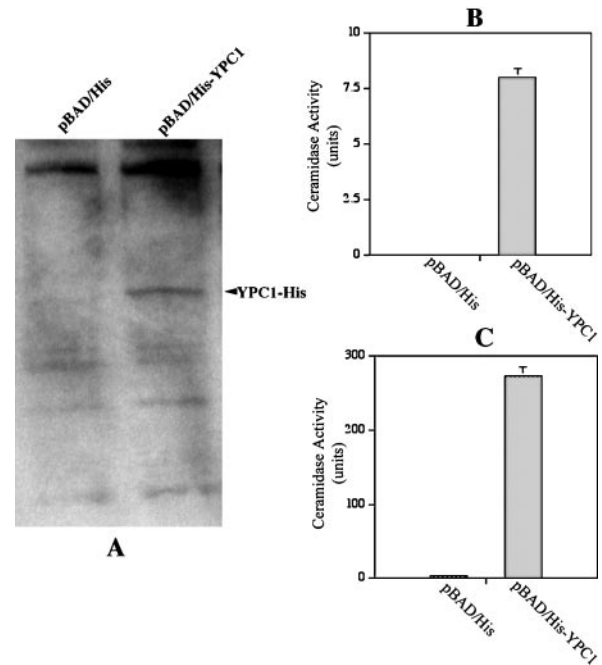 pBAD/His
pBAD/His-YPC1
YPC1-His
A
B
10
7.5
5
2.5
0
Ceramidase Activity
(units)
pBAD/His
pBAD/His-YPC1
C
300
200
100
0
Ceramidase Activity
(units)
pBAD/His
pBAD/His-YPC1